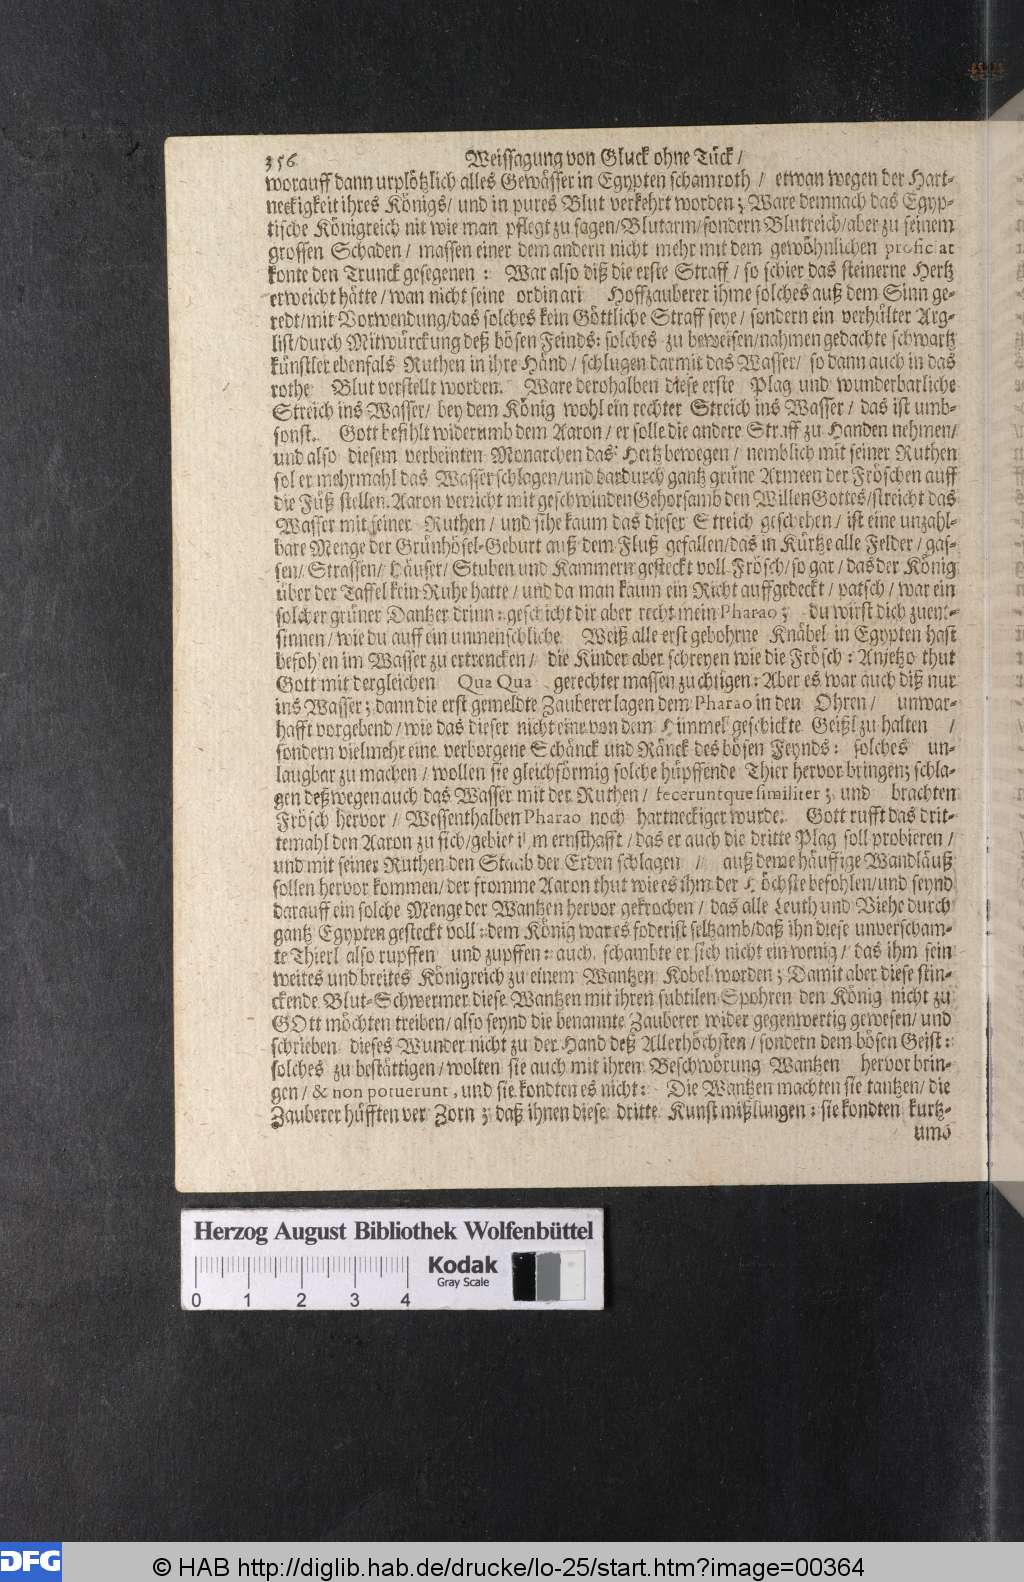 356 Weissagung von Gluck ohne Tück /
worauff dann urplötzlich alles Gewässer in Egypten schamroth / etwan wegen der Hart-
neckigkeit ihres Königs / und in pures Blut verkehrt worden ; Ware demnach das Egyp-
tische Königreich nit wie man pflegt zu sagen / Blutarm / sondern Blutreich / aber zu seinem
grossen Schaden / massen einer dem andern nicht mehr mit dem gewöhnlichen proficiat
konte den Trunck gesegenen : War also diß die erste Straff / so schier das steinerne Hertz
erweicht hätte / wan nicht seine ordinari Hoffzauberer ihme solches auß dem Sinn ge-
redt / mit Vorwendung / das solches kein Göttliche Straff seye / sondern ein verhülter Arg-
list / durch Mitwürckung deß bösen Feinds : solches zu beweisen / nahmen gedachte schwartz
künstler ebenfals Ruthen in ihre Händ / schlugen darmit das Wasser / so dann auch in das
rothe Blut verstellt worden. Ware derohalben diese erste Plag und wunderbarliche
Streich ins Wasser / bey dem König wohl ein rechter Streich ins Wasser / das ist umb-
sonst. Gott befihlt widerumb dem Aaron / er solle die andere Straff zu Handen nehmen /
und also diesem verbeinten Monarchen das Hertz bewegen / nemblich mit seiner Ruthen
sol er mehrmahl das Wasser schlagen / und dardurch gantz grüne Armeen der Fröschen auff
die Füß stellen. Aaron verricht mit geschwinden Gehorsamb den Willen Gottes / streicht das
Wasser mit seiner Ruthen / und sihe kaum das dieser Streich geschehen / ist eine unzahl-
bare Menge der Grünhösel-Geburt auß dem Fluß gefallen / das in Kürtze alle Felder / gas-
sen / Strassen / Häuser / Stuben und Kammern gesteckt voll Frösch / so gar / das der König
über der Taffel kein Ruhe hatte / und da man kaum ein Richt auffgedeckt / patsch / war ein
solcher grüner Dantzer drinn : geschicht dir aber recht mein Pharao ; du wirst dich zuent-
sinnen / wie du auff ein unmenschliche Weiß alle erst gebohrne Knäbel in Egypten hast
befohlen im Wasser zu ertrencken / die Kinder aber schreyen wie die Frösch : Anjetzo thut
Gott mit dergleichen Qua Qua gerechter massen zuchtigen : Aber es war auch diß nur
ins Wasser ; dann die erst gemeldte Zauberer lagen dem Pharao in den Ohren / unwar-
hafft vorgebend / wie das dieser nicht eine von dem Himmel geschickte Geißl zu halten /
sondern vielmehr eine verborgene Schänck und Ränck des bösen Feynds : solches un-
laugbar zu machen / wollen sie gleichförmig solche hüpffende Thier hervor bringen ; schla-
gen deßwegen auch das Wasser mit der Ruthen / feceruntque similiter ; und brachten
Frösch hervor / Wessenthalben Pharao noch hartneckiger wurde. Gott rufft das drit-
temahl den Aaron zu sich / gebiet ihm ernsthafft / das er auch die dritte Plag soll probieren /
und mit seiner Ruthen den Staab der Erden schlagen / auß deme häuffige Wandläuß
sollen hervor kommen / der fromme Aaron thut wie es ihm der Höchste befohlen / und seynd
darauff ein solche Menge der Wantzen hervor gekrochen / das alle Leuth und Viehe durch
gantz Egypten gesteckt voll : dem König war es foderist seltzamb / daß ihn diese unverscham-
te Thierl also rupffen und zupffen : auch schambte er sich nicht ein wenig / das ihm sein
weites und breites Königreich zu einem Wantzen Kobel worden ; Damit aber diese stin-
ckende Blut-Schwermer diese Wantzen mit ihren subtilen Spohren den König nicht zu
GOtt möchten treiben / also seynd die benannte Zauberer wider gegenwertig gewesen / und
schrieben dieses Wunder nicht zu der Hand deß Allerhöchsten / sondern dem bösen Geist :
solches zu bestättigen / wolten sie auch mit ihren Beschwörung Wantzen hervor brin-
gen / & non potuerunt, und sie kondten es nicht : Die Wantzen machten sie tantzen / die
Zauberer hüfften vor Zorn ; daß ihnen diese dritte Kunst mißlungen : sie kondten kurtz-
umb
Herzog August Bibliothek Wolfenbüttel
Kodak
Gray Scale
0 1 2 3 4
DFG
© HAB http://diglib.hab.de/drucke/lo-25/start.htm?image=00364